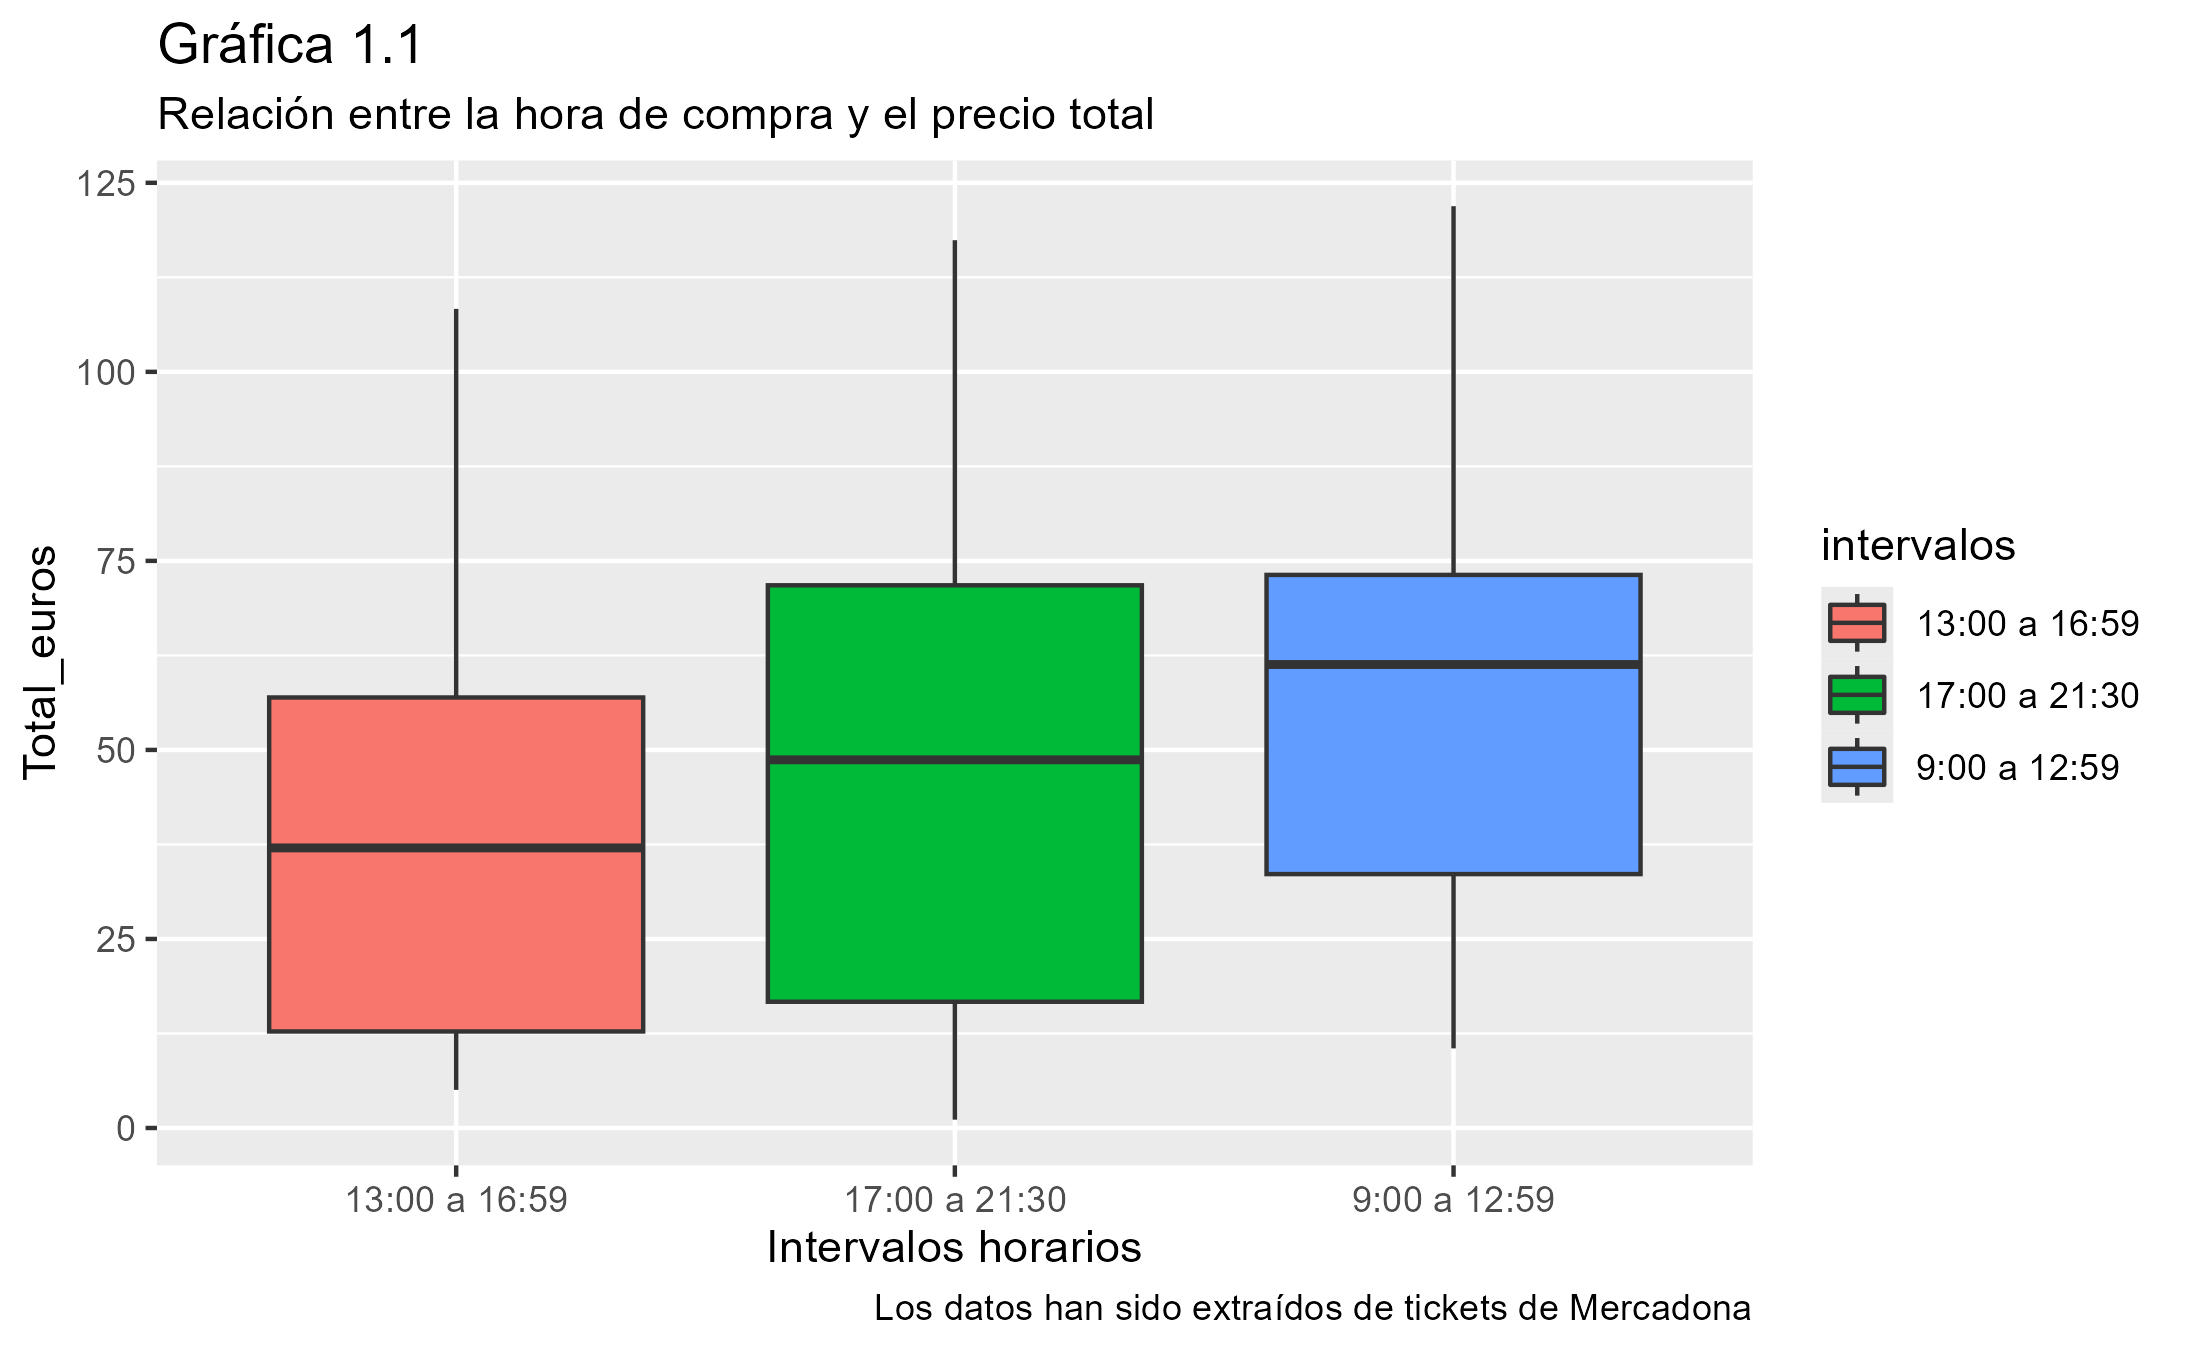 Gráfica 1.1
Relación entre la hora de compra y el precio total
Total_euros
125
100
75
50
25
0
13:00 a 16:59
17:00 a 21:30
9:00 a 12:59
Intervalos horarios
Los datos han sido extraídos de tickets de Mercadona
intervalos
13:00 a 16:59
17:00 a 21:30
9:00 a 12:59